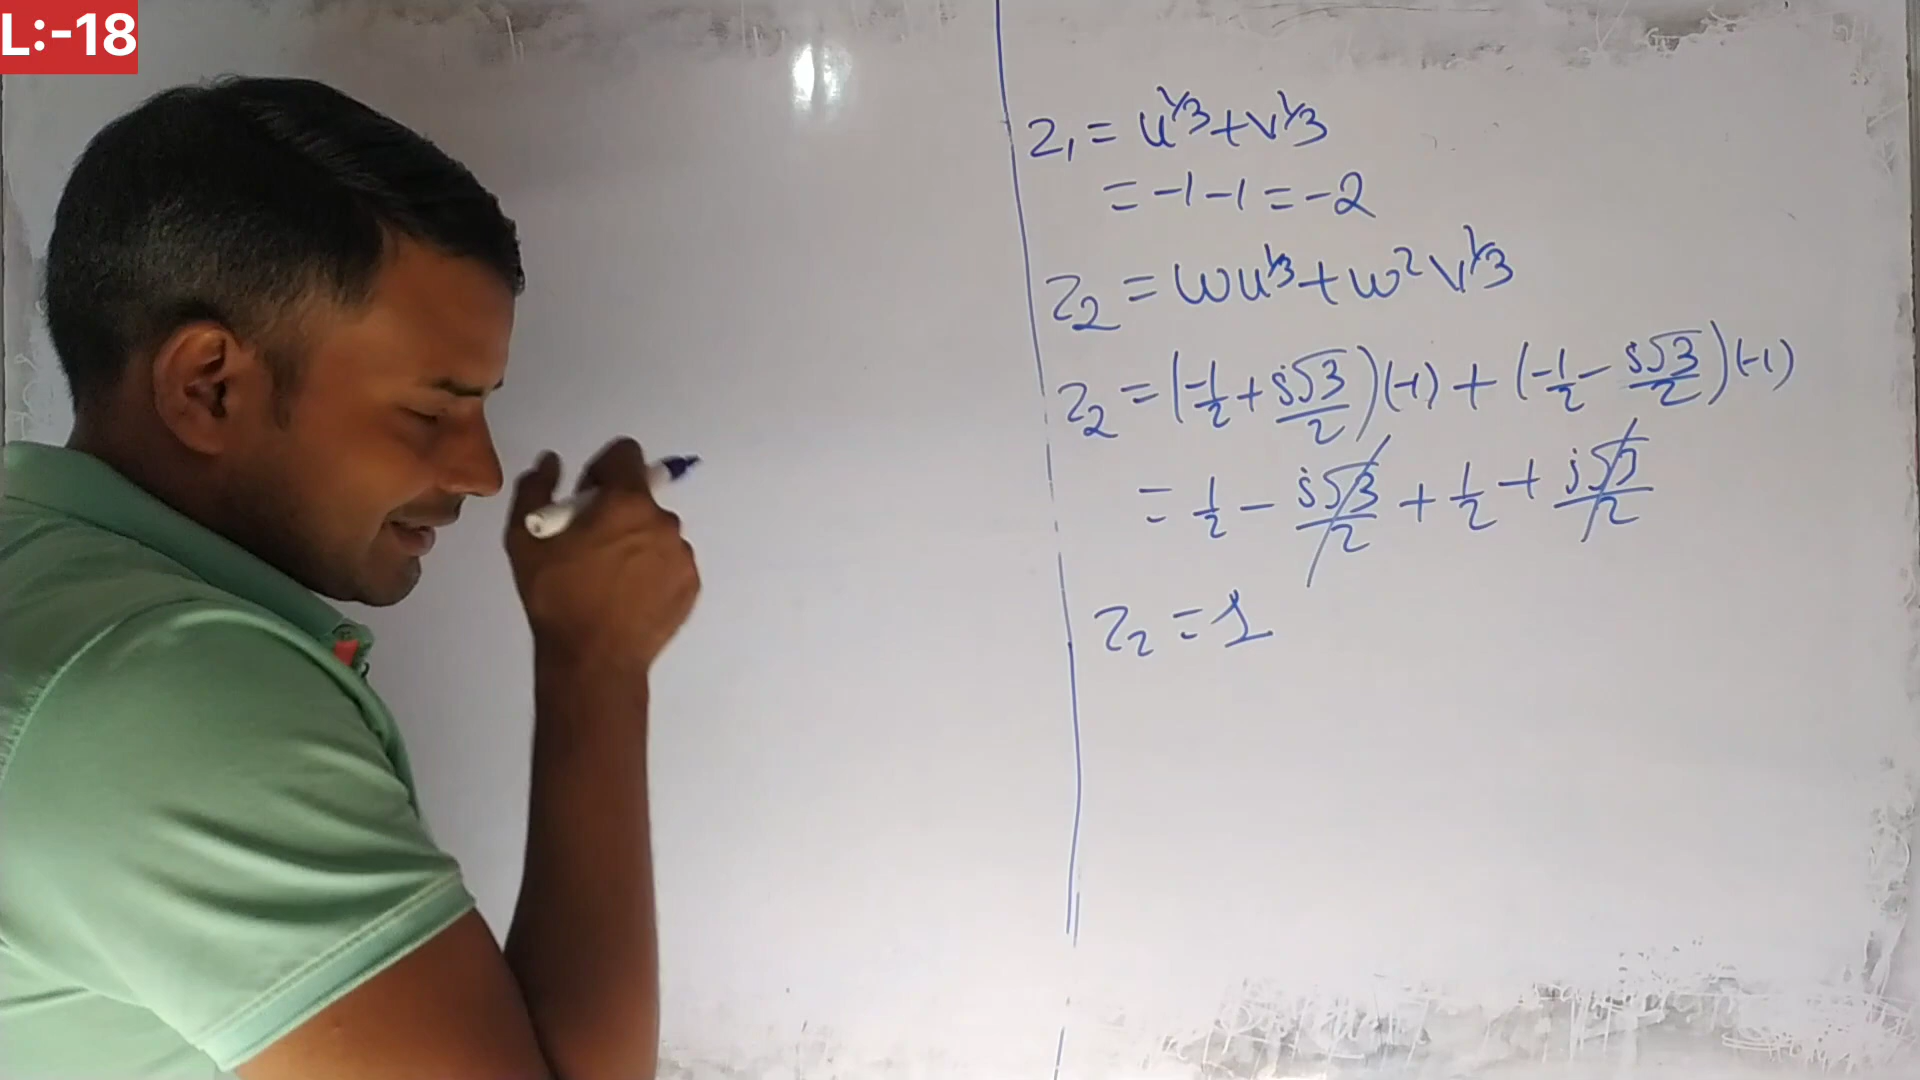 L:-18
z₁ = u^⅓ + v^⅓
= -1 -1 = -2
z₂ = ωu^⅓ + ω² v^⅓
z₂ = (-1/2 + i√3/2)(-1) + (-1/2 - i√3/2)(-1)
= 1/2 - i√3/2 + 1/2 + i√3/2
z₂ = 1